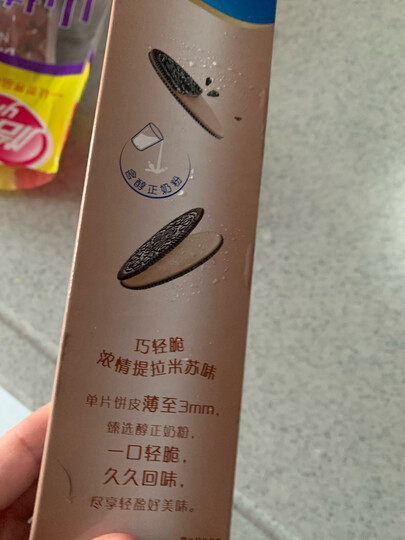 含醇正奶粉
巧轻脆
浓情提拉米苏味
单片饼皮薄至3mm,
臻选醇正奶粉,
一口轻脆,
久久回味,
尽享轻盈好美味。